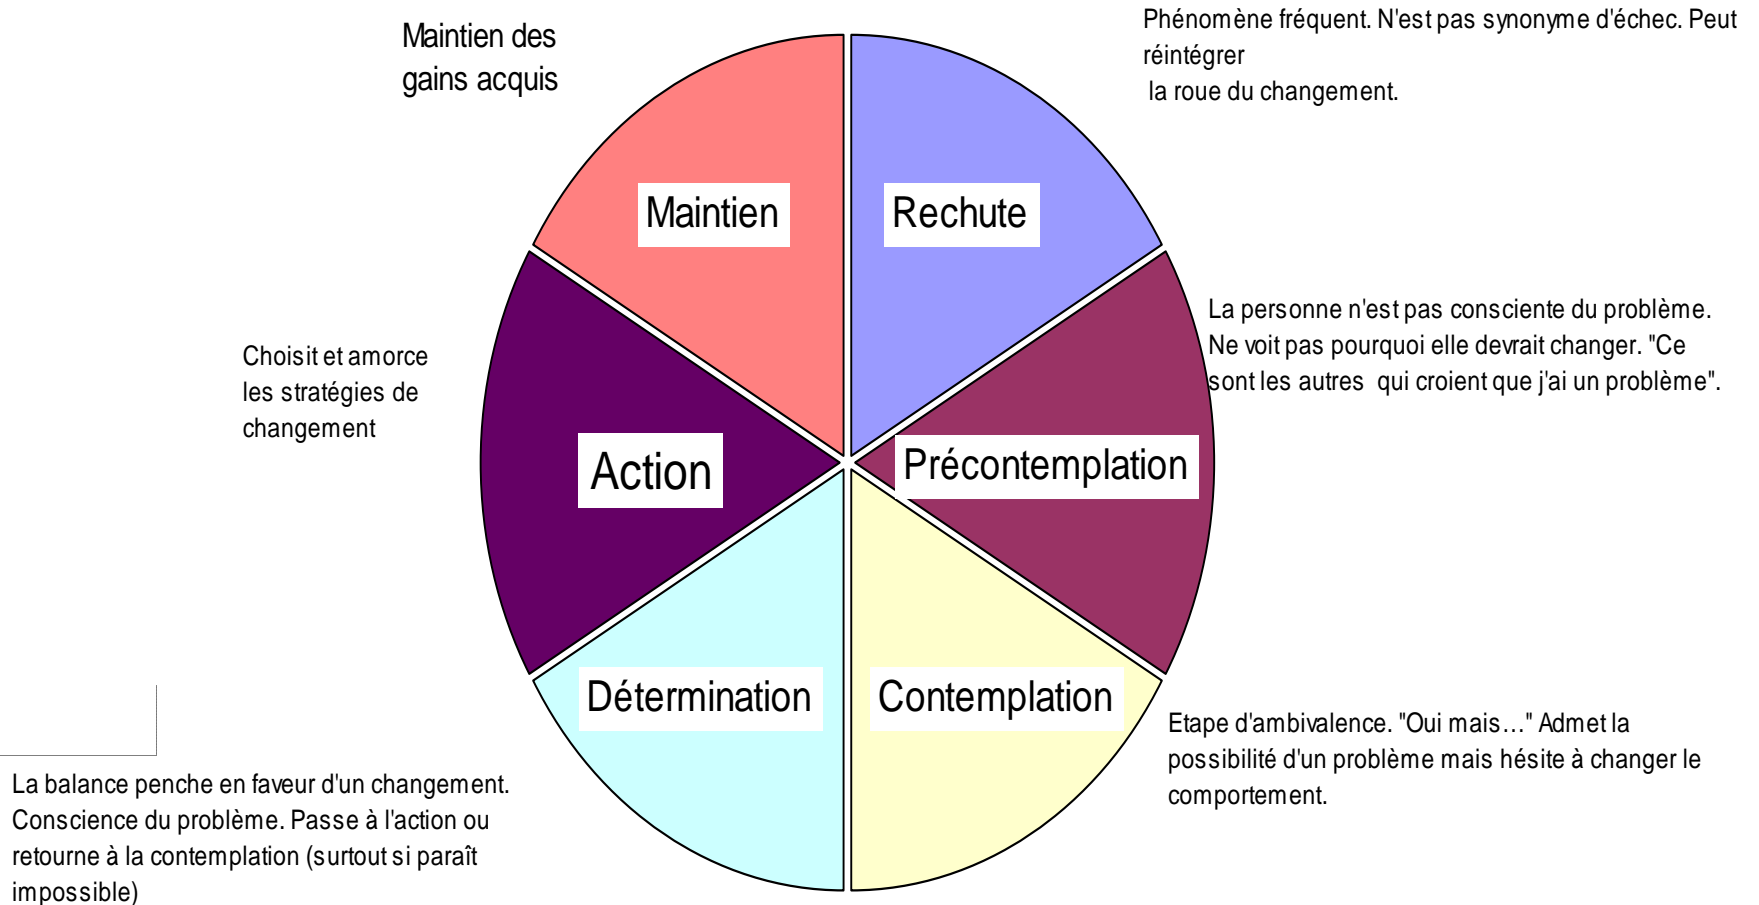 Maintien des
gains acquis
Phénomène fréquent. N'est pas synonyme d'échec. Peut
réintégrer
la roue du changement.
Maintien
Rechute
La personne n'est pas consciente du problème.
Ne voit pas pourquoi elle devrait changer. "Ce
sont les autres qui croient que j'ai un problème".
Choisit et amorce
les stratégies de
changement
Action
Précontemplation
Détermination
Contemplation
Etape d'ambivalence. "Oui mais…" Admet la
possibilité d'un problème mais hésite à changer le
comportement.
La balance penche en faveur d'un changement.
Conscience du problème. Passe à l'action ou
retourne à la contemplation (surtout si paraît
impossible)